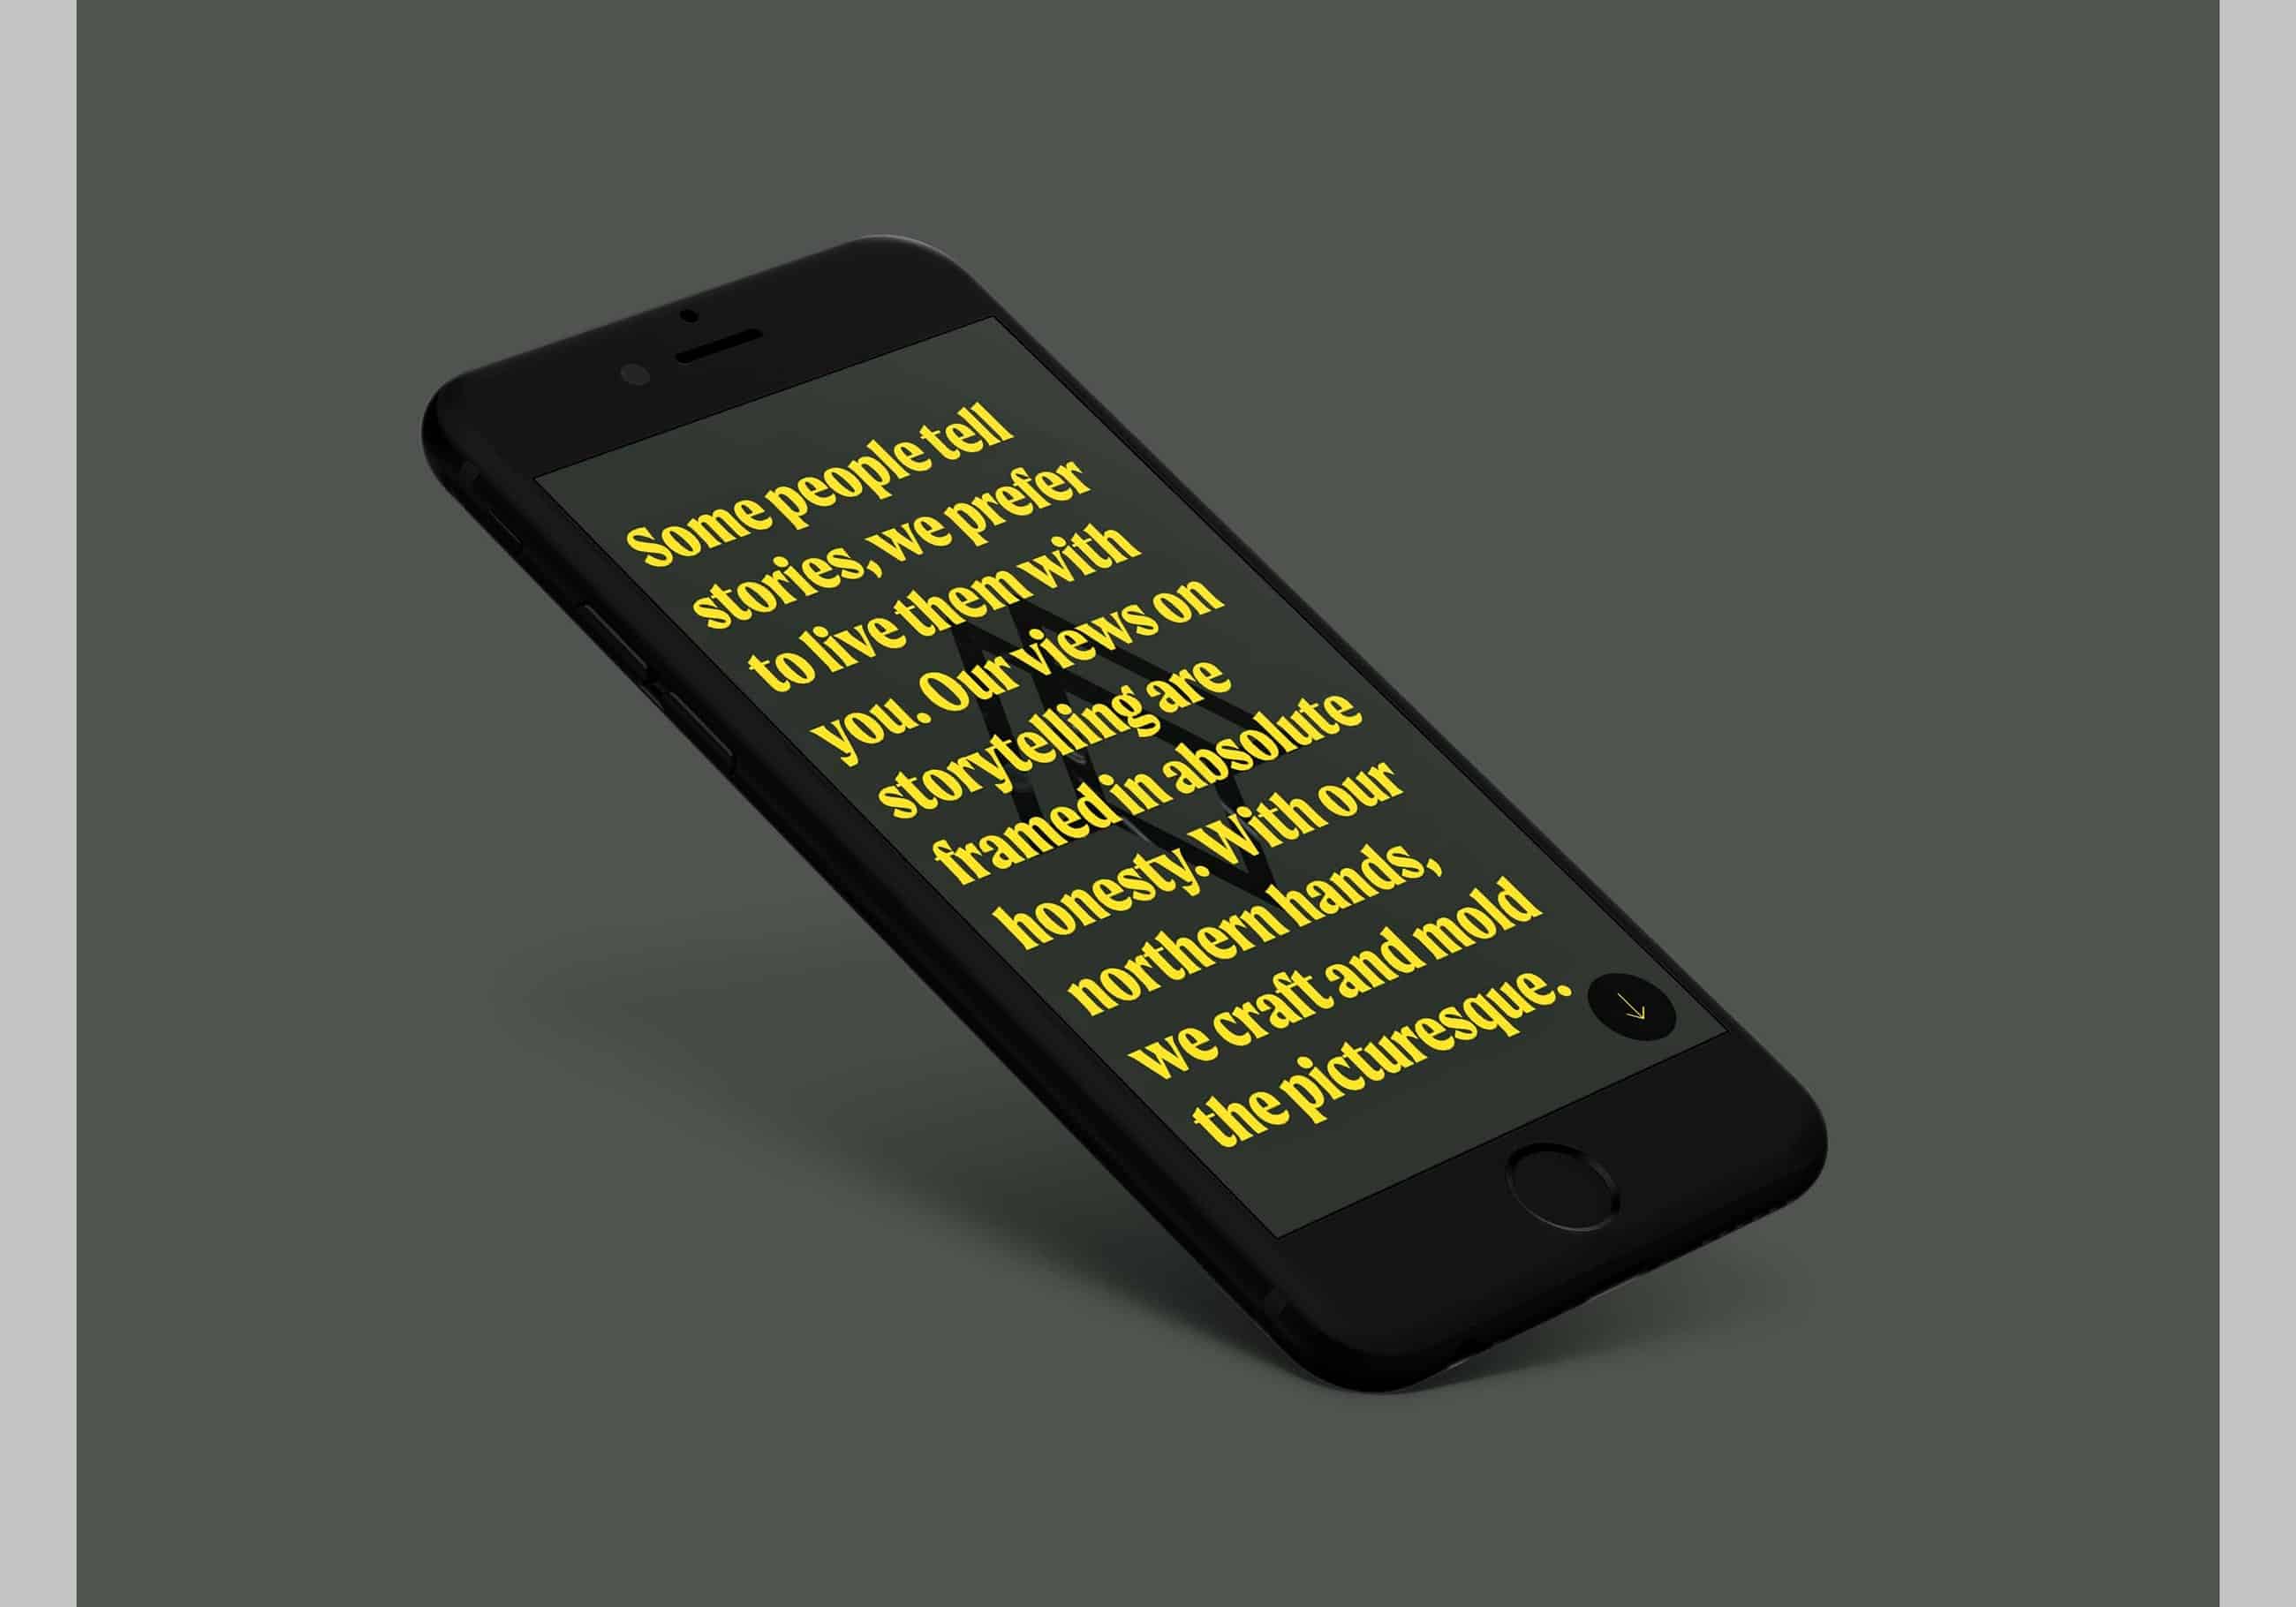 Some people tell
stories, we prefer
to live them with
you. Our views on
storytelling are
framed in absolute
honesty. With our
northern hands,
we craft and mold
the picturesque.